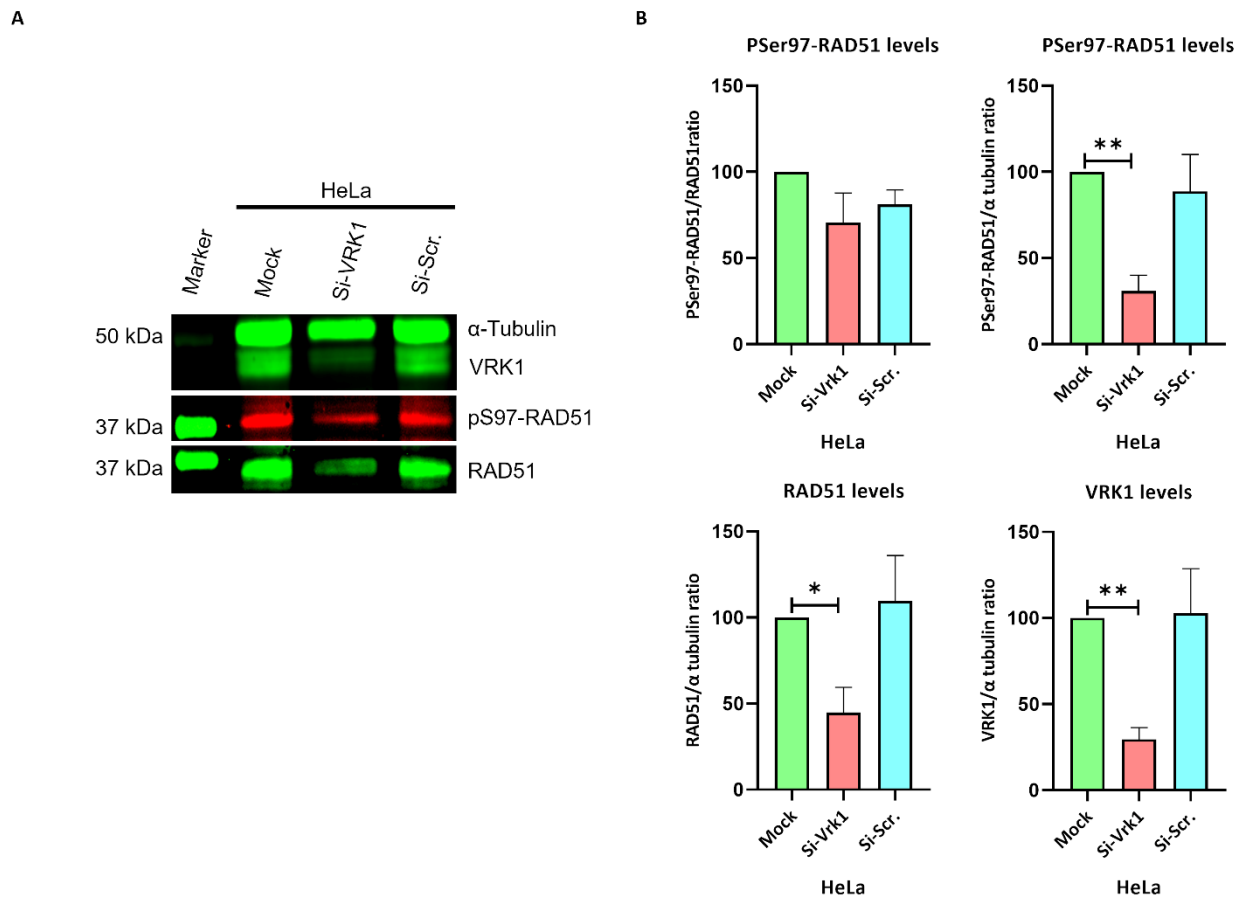 A
HeLa
Marker
Mock
Si-VRK1
Si-Scr.
50 kDa
α-Tubulin
VRK1
37 kDa
pS97-RAD51
37 kDa
RAD51
B
PSer97-RAD51 levels
PSer97-RAD51/RAD51ratio
150
100
50
0
Mock
Si-Vrk1
Si-Scr.
HeLa
PSer97-RAD51 levels
PSer97-RAD51/α tubulin ratio
150
100
50
0
**
Mock
Si-Vrk1
Si-Scr.
HeLa
RAD51 levels
RAD51/α tubulin ratio
150
100
50
0
*
Mock
Si-Vrk1
Si-Scr.
HeLa
VRK1 levels
VRK1/α tubulin ratio
150
100
50
0
**
Mock
Si-Vrk1
Si-Scr.
HeLa